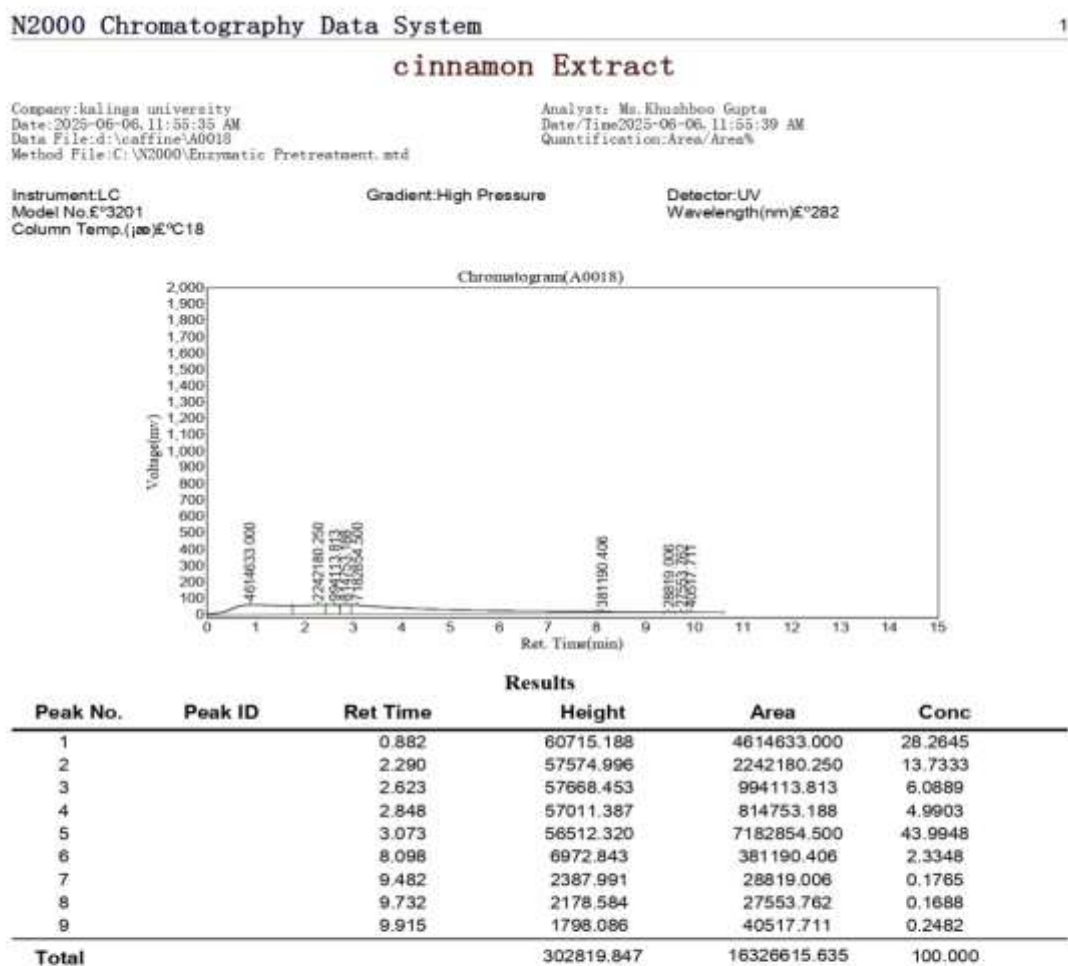 N2000 Chromatography Data System 1
cinnamon Extract
Company:kalinga university
Date:2025-06-06, 11:55:35 AM
Data File:d:\caffine\A0018
Method File:C:\N2000\Enzymatic Pretreatment.mtd
Analyst: Ms.Khushboo Gupta
Date/Time2025-06-06, 11:55:39 AM
Quantification:Area/Area%
Instrument:LC
Model No.£º3201
Column Temp.(¡æ)£ºC18
Gradient:High Pressure
Detector:UV
Wavelength(nm)£º282
Chromatogram(A0018)
2,000
1,900
1,800
1,700
1,600
1,500
1,400
1,300
1,200
1,100
1,000
900
800
700
600
500
400
300
200
100
0
Voltage(mv)
4614633.000
2242180.250
994113.813
814753.188
7182854.500
381190.406
28819.006
27553.762
40517.711
0 1 2 3 4 5 6 7 8 9 10 11 12 13 14 15
Ret. Time(min)
Results
Peak No. Peak ID Ret Time Height Area Conc
1 0.882 60715.188 4614633.000 28.2645
2 2.290 57574.996 2242180.250 13.7333
3 2.623 57668.453 994113.813 6.0889
4 2.848 57011.387 814753.188 4.9903
5 3.073 56512.320 7182854.500 43.9948
6 8.098 6972.843 381190.406 2.3348
7 9.482 2387.991 28819.006 0.1765
8 9.732 2178.584 27553.762 0.1688
9 9.915 1798.086 40517.711 0.2482
Total 302819.847 16326615.635 100.000